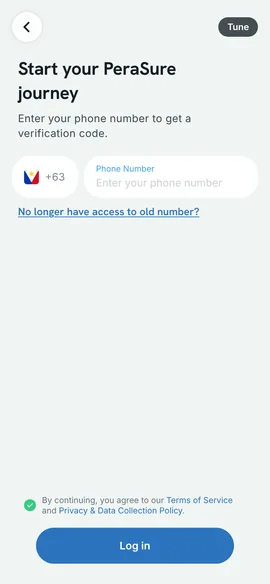 Tune
Start your PeraSure
journey
Enter your phone number to get a
verification code.
+63
Phone Number
Enter your phone number
No longer have access to old number?
By continuing, you agree to our Terms of Service
and Privacy & Data Collection Policy.
Log in